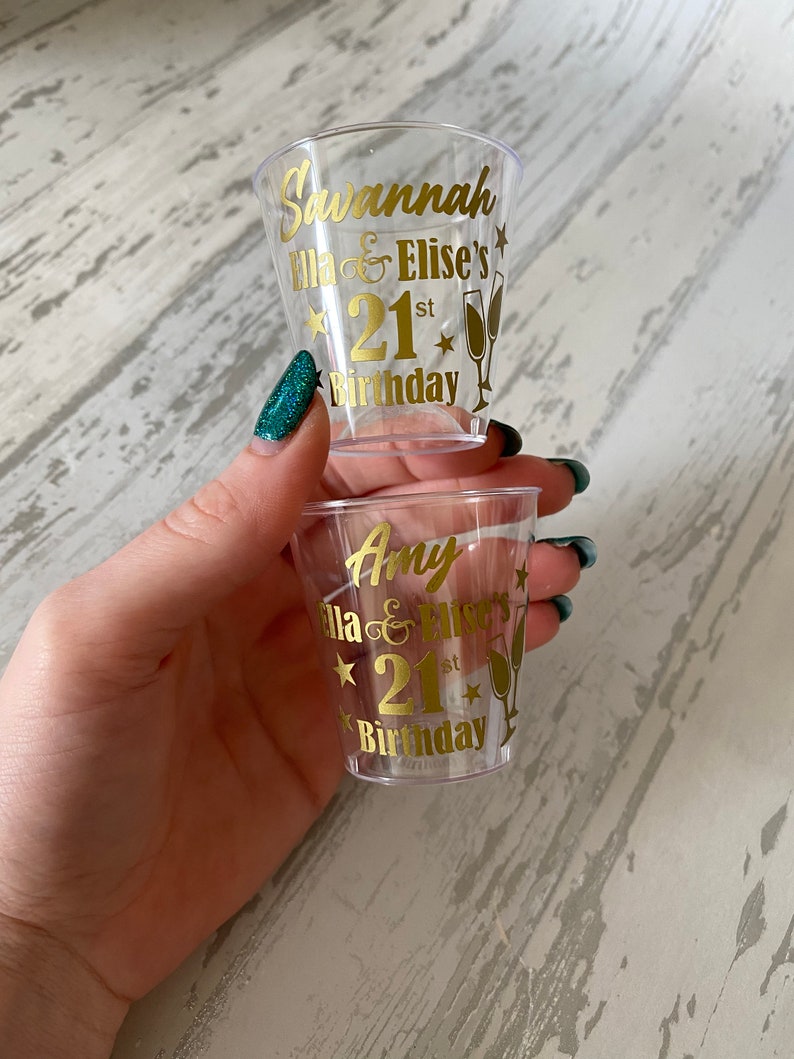 Savannah
Ella & Elise's
21st
Birthday
Amy
Ella & Elise's
21st
Birthday